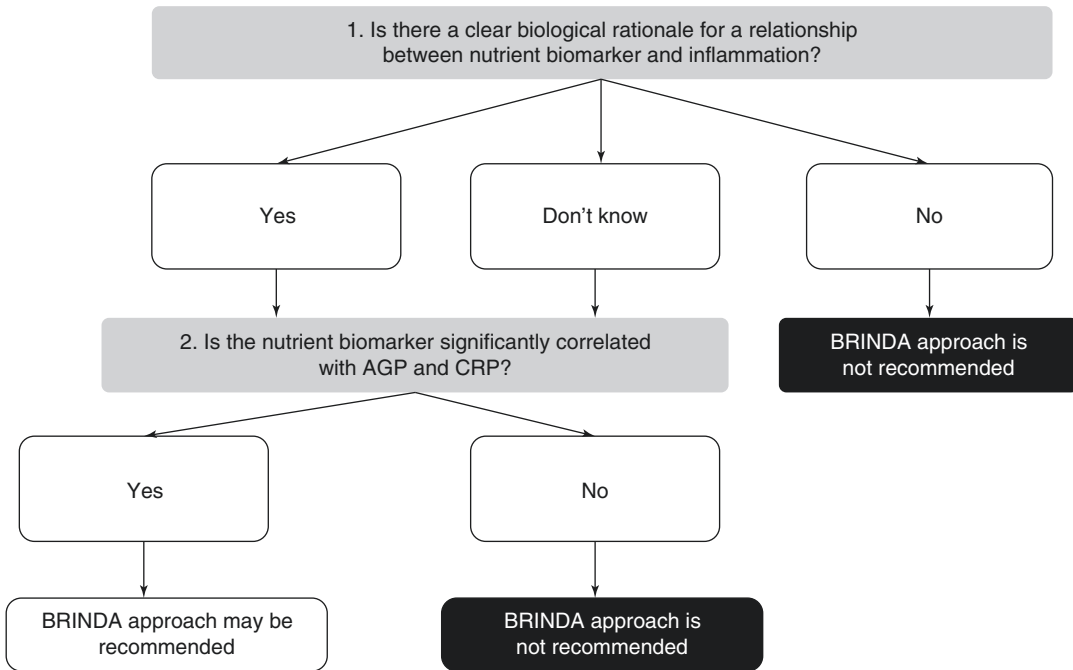 1. Is there a clear biological rationale for a relationship
between nutrient biomarker and inflammation?
Yes
Don't know
No
2. Is the nutrient biomarker significantly correlated
with AGP and CRP?
BRINDA approach is
not recommended
Yes
No
BRINDA approach may be
recommended
BRINDA approach is
not recommended